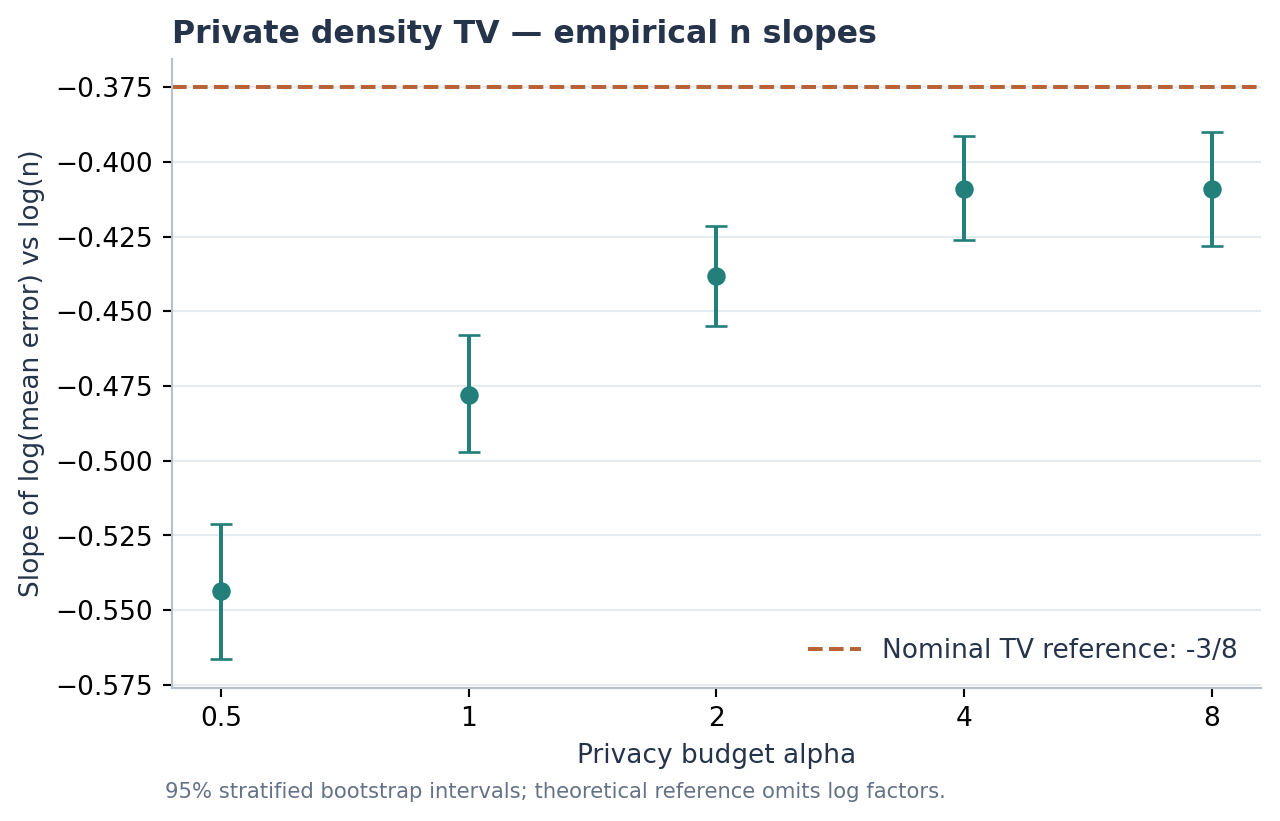 Private density TV — empirical n slopes
Slope of log(mean error) vs log(n)
−0.375
−0.400
−0.425
−0.450
−0.475
−0.500
−0.525
−0.550
−0.575
Nominal TV reference: -3/8
0.5
1
2
4
8
Privacy budget alpha
95% stratified bootstrap intervals; theoretical reference omits log factors.